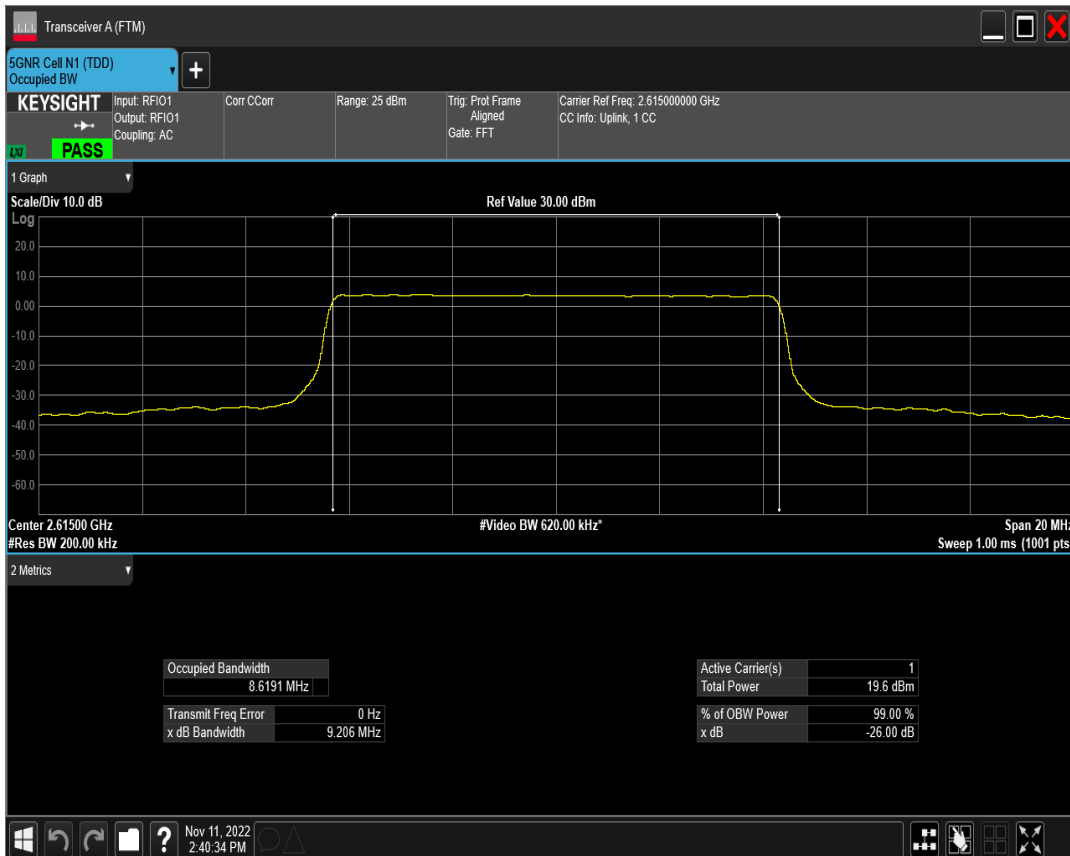 Transceiver A (FTM)
5GNR Cell N1 (TDD)
Occupied BW
+
KEYSIGHT
LXI
PASS
Input: RFIO1
Output: RFIO1
Coupling: AC
Corr CCorr
Range: 25 dBm
Trig: Prot Frame
Aligned
Gate: FFT
Carrier Ref Freq: 2.615000000 GHz
CC Info: Uplink, 1 CC
1 Graph
Scale/Div 10.0 dB
Ref Value 30.00 dBm
Log
20.0
10.0
0.00
-10.0
-20.0
-30.0
-40.0
-50.0
-60.0
Center 2.61500 GHz
#Video BW 620.00 kHz*
Span 20 MHz
#Res BW 200.00 kHz
Sweep 1.00 ms (1001 pts
2 Metrics
Occupied Bandwidth
8.6191 MHz
Transmit Freq Error 0 Hz
x dB Bandwidth 9.206 MHz
Active Carrier(s) 1
Total Power 19.6 dBm
% of OBW Power 99.00 %
x dB -26.00 dB
?
Nov 11, 2022
2:40:34 PM